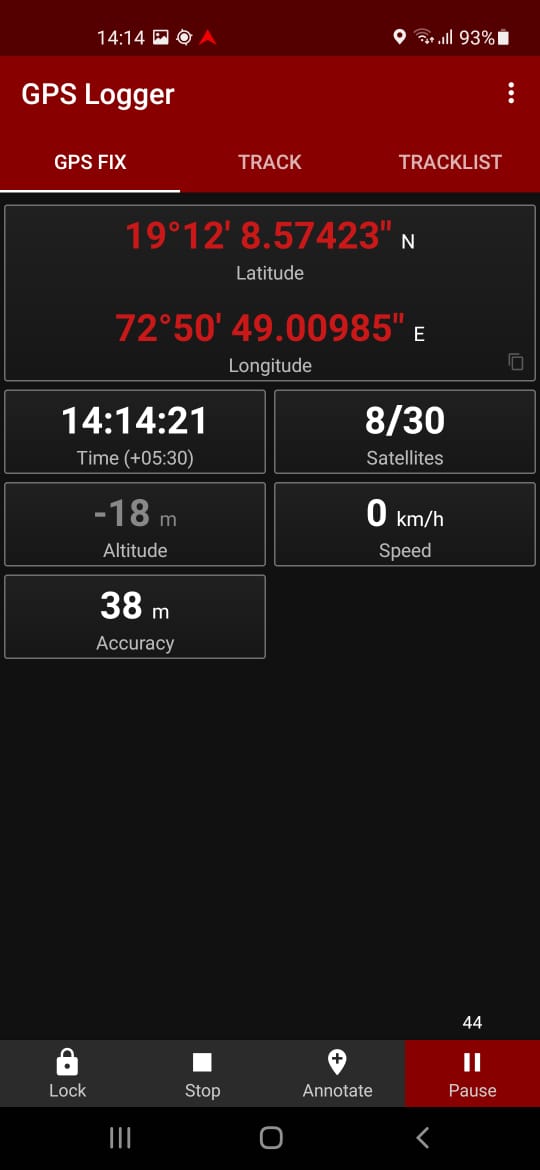 14:14 93%
GPS Logger
GPS FIX TRACK TRACKLIST
19°12' 8.57423" N
Latitude
72°50' 49.00985" E
Longitude
14:14:21 8/30
Time (+05:30) Satellites
-18 m 0 km/h
Altitude Speed
38 m
Accuracy
44
Lock Stop Annotate Pause